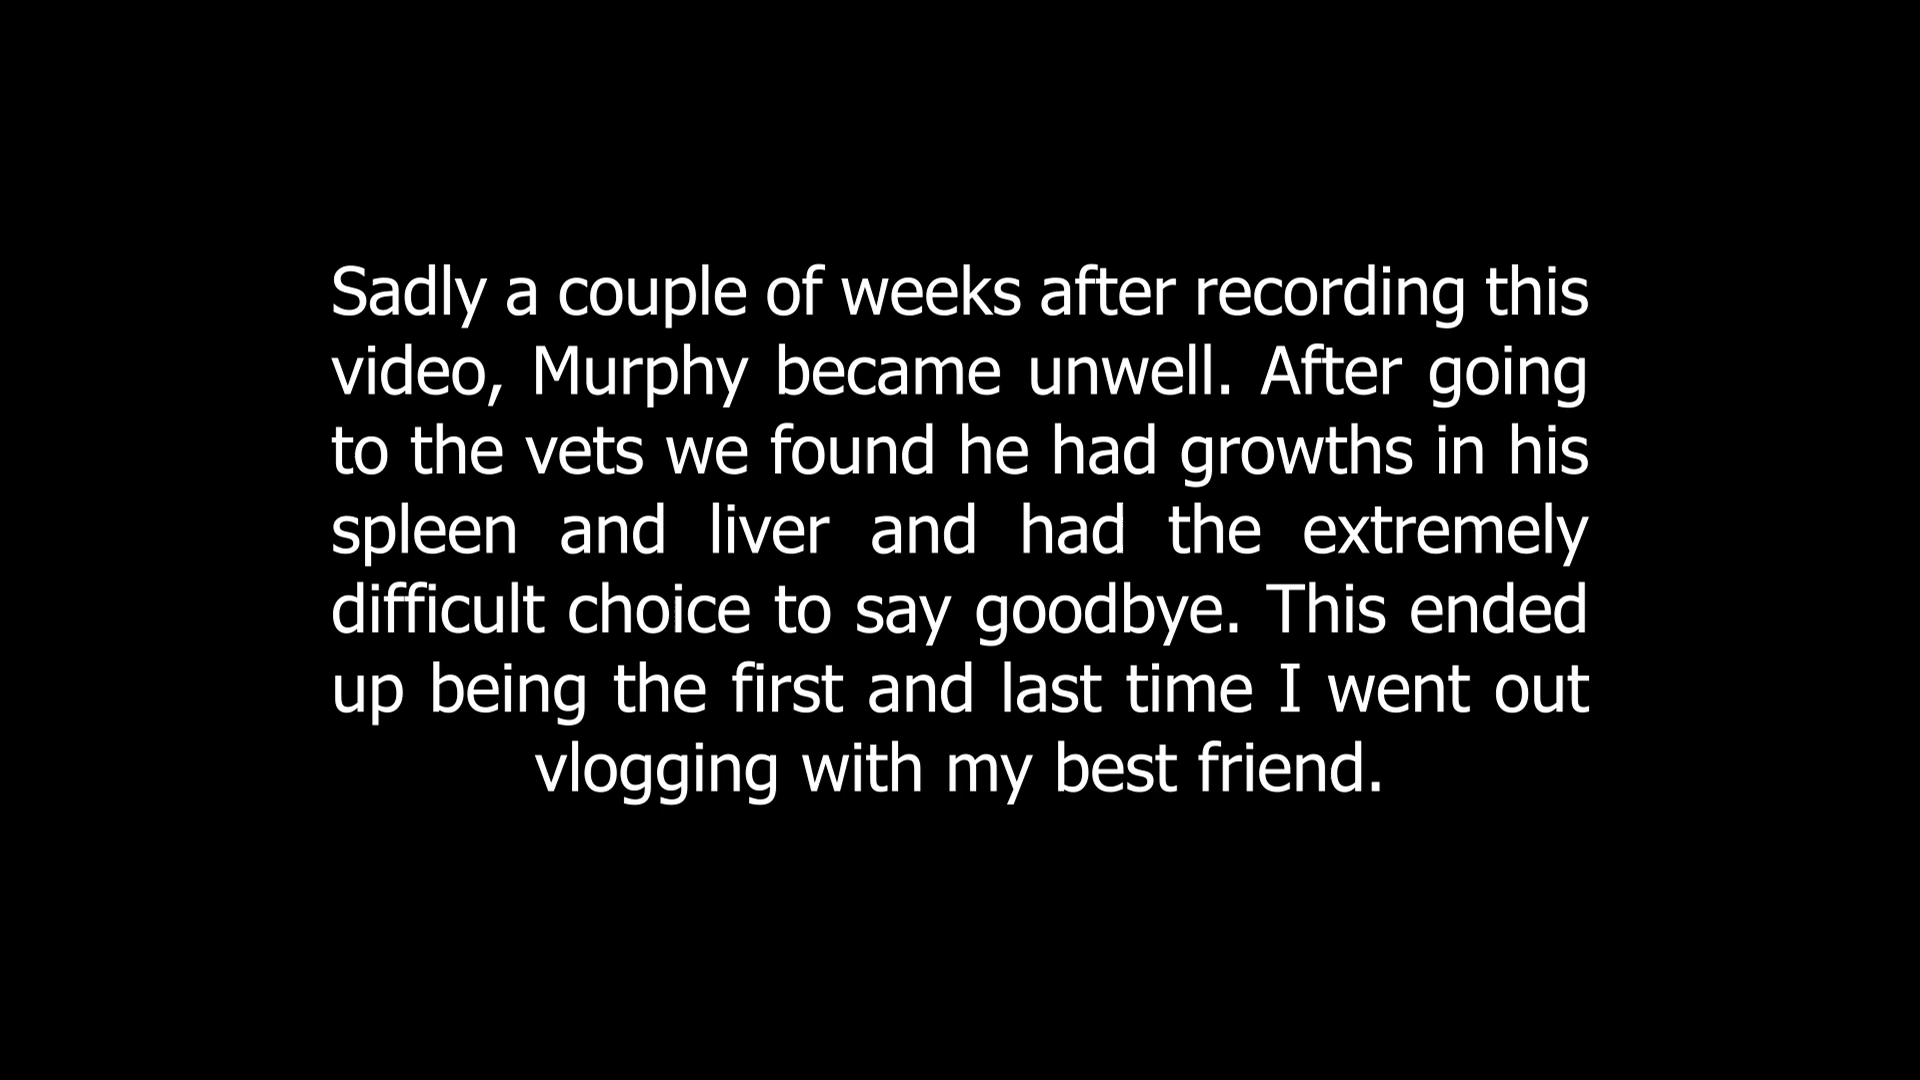 Sadly a couple of weeks after recording this
video, Murphy became unwell. After going
to the vets we found he had growths in his
spleen and liver and had the extremely
difficult choice to say goodbye. This ended
up being the first and last time I went out
vlogging with my best friend.